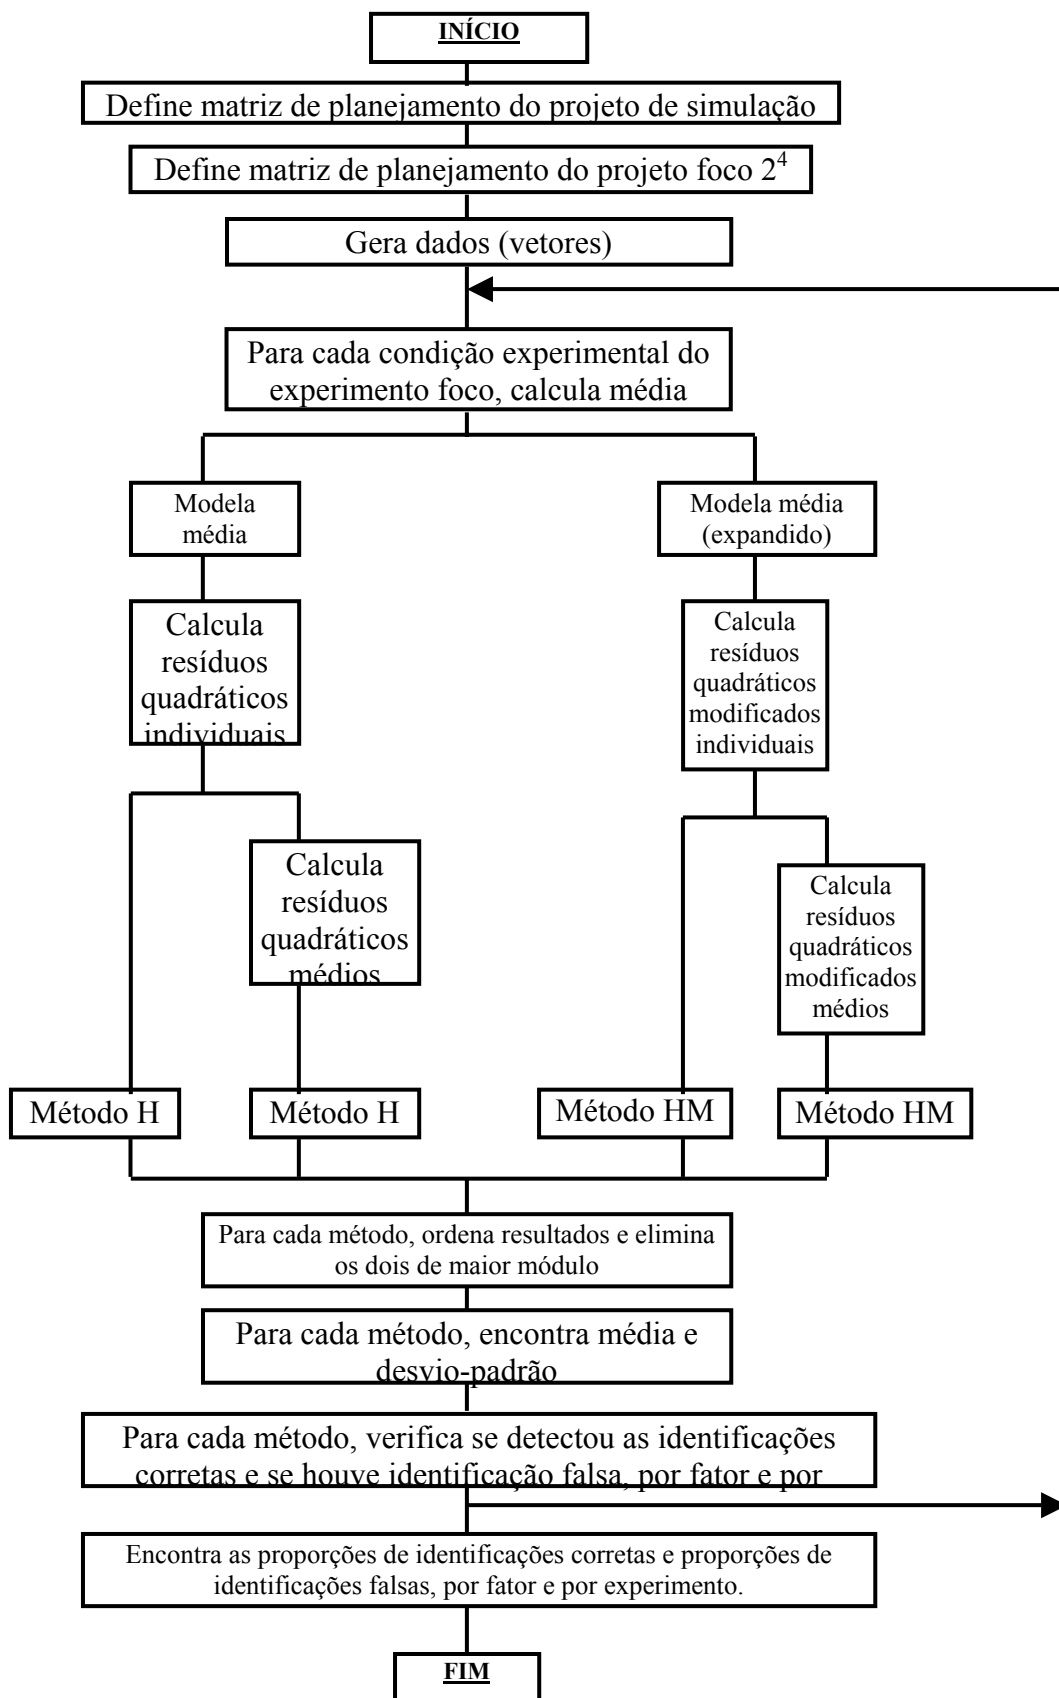 INÍCIO
Define matriz de planejamento do projeto de simulação
Define matriz de planejamento do projeto foco 2⁴
Gera dados (vetores)
Para cada condição experimental do
experimento foco, calcula média
Modela
média
Modela média
(expandido)
Calcula
resíduos
quadráticos
individuais
Calcula
resíduos
quadráticos
modificados
individuais
Calcula
resíduos
quadráticos
médios
Calcula
resíduos
quadráticos
modificados
médios
Método H
Método H
Método HM
Método HM
Para cada método, ordena resultados e elimina
os dois de maior módulo
Para cada método, encontra média e
desvio-padrão
Para cada método, verifica se detectou as identificações
corretas e se houve identificação falsa, por fator e por
Encontra as proporções de identificações corretas e proporções de
identificações falsas, por fator e por experimento.
FIM